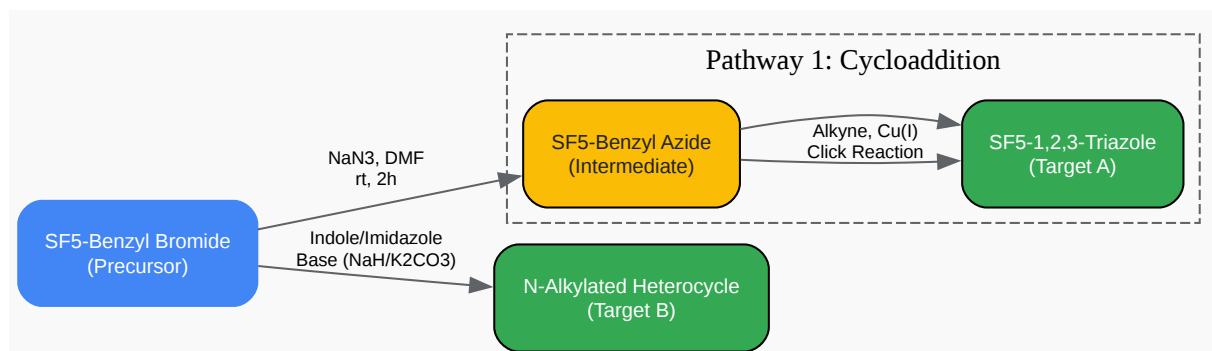 Pathway 1: Cycloaddition
SF5-Benzyl Bromide
(Precursor)
NaN3, DMF
rt, 2h
SF5-Benzyl Azide
(Intermediate)
Alkyne, Cu(I)
Click Reaction
SF5-1,2,3-Triazole
(Target A)
Indole/Imidazole
Base (NaH/K2CO3)
N-Alkylated Heterocycle
(Target B)